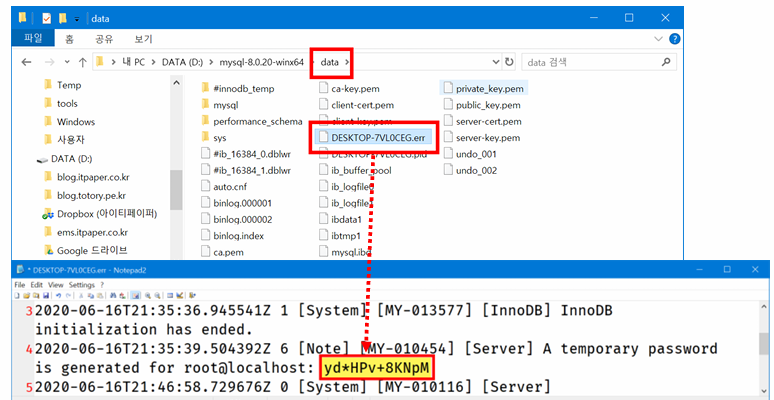 data
파일 홈 공유 보기
내 PC DATA (D:) mysql-8.0.20-winx64 data data 검색
Temp
tools
Windows
사용자
DATA (D:)
blog.itpaper.co.kr
blog.totory.pe.kr
Dropbox (아이티페이퍼)
ems.itpaper.co.kr
Google 드라이브
#innodb_temp
mysql
performance_schema
sys
#ib_16384_0.dblwr
#ib_16384_1.dblwr
auto.cnf
binlog.000001
binlog.000002
binlog.index
ca.pem
ca-key.pem
client-cert.pem
client-key.pem
DESKTOP-7VL0CEG.err
DESKTOP-7VL0CEG.pid
ib_buffer_pool
ib_logfile0
ib_logfile
ibdata1
ibtmp1
mysql.ibd
private_key.pem
public_key.pem
server-cert.pem
server-key.pem
undo_001
undo_002
* DESKTOP-7VL0CEG.err - Notepad2
File Edit View Settings ?
3 2020-06-16T21:35:36.945541Z 1 [System] [MY-013577] [InnoDB] InnoDB
initialization has ended.
4 2020-06-16T21:35:39.504392Z 6 [Note] [MY-010454] [Server] A temporary password
is generated for root@localhost: yd*HPv+8KNpM
5 2020-06-16T21:46:58.729676Z 0 [System] [MY-010116] [Server]